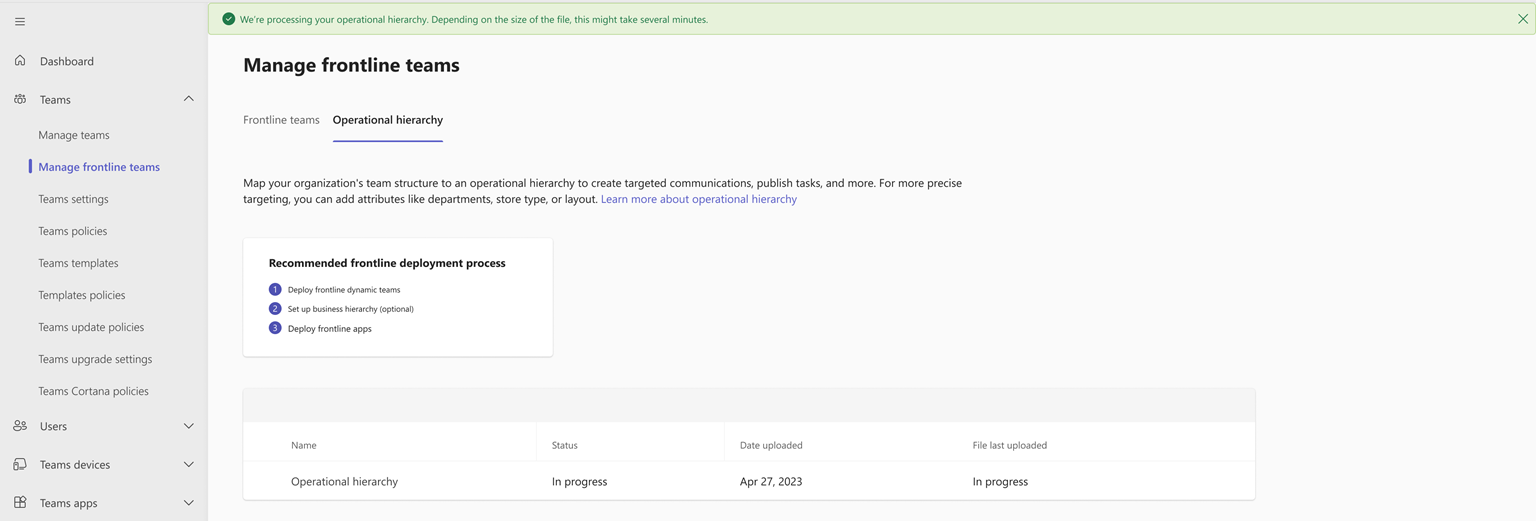 We're processing your operational hierarchy. Depending on the size of the file, this might take several minutes.
Dashboard
Teams
Manage teams
Manage frontline teams
Teams settings
Teams policies
Teams templates
Templates policies
Teams update policies
Teams upgrade settings
Teams Cortana policies
Users
Teams devices
Teams apps
Manage frontline teams
Frontline teams Operational hierarchy
Map your organization's team structure to an operational hierarchy to create targeted communications, publish tasks, and more. For more precise
targeting, you can add attributes like departments, store type, or layout. Learn more about operational hierarchy
Recommended frontline deployment process
1 Deploy frontline dynamic teams
2 Set up business hierarchy (optional)
3 Deploy frontline apps
Name Status Date uploaded File last uploaded
Operational hierarchy In progress Apr 27, 2023 In progress